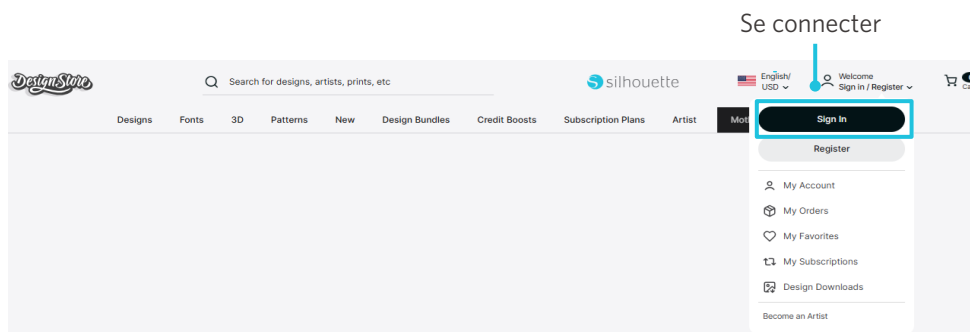 Se connecter
Design Store
Search for designs, artists, prints, etc
silhouette
English/
USD
Welcome
Sign in / Register
Designs Fonts 3D Patterns New Design Bundles Credit Boosts Subscription Plans Artist
Sign In
Register
My Account
My Orders
My Favorites
My Subscriptions
Design Downloads
Become an Artist